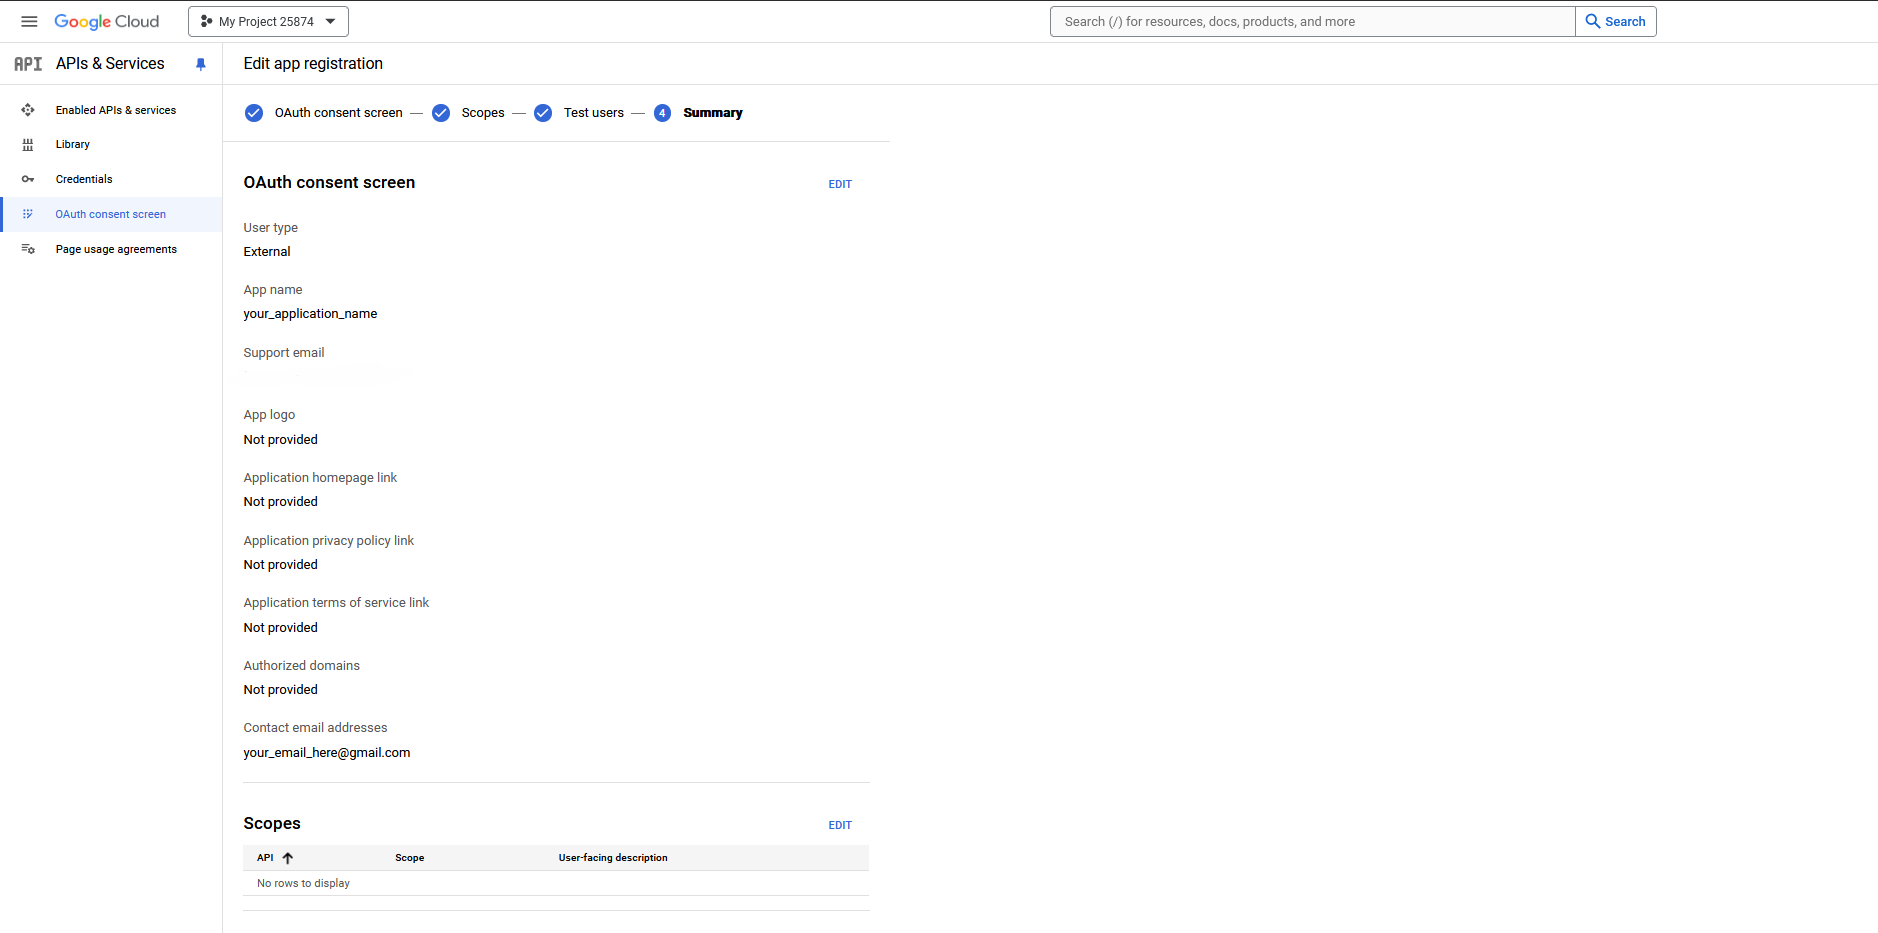 Google Cloud
My Project 25874
Search (/) for resources, docs, products, and more
Search
API APIs & Services
Edit app registration
Enabled APIs & services
Library
Credentials
OAuth consent screen
Page usage agreements
OAuth consent screen — Scopes — Test users — 4 Summary
OAuth consent screen
EDIT
User type
External
App name
your_application_name
Support email
App logo
Not provided
Application homepage link
Not provided
Application privacy policy link
Not provided
Application terms of service link
Not provided
Authorized domains
Not provided
Contact email addresses
your_email_here@gmail.com
Scopes
EDIT
API Scope User-facing description
No rows to display